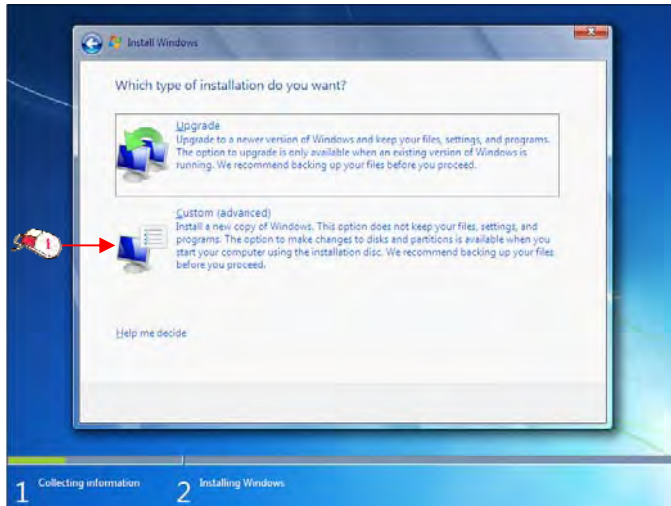 Install Windows
Which type of installation do you want?
Upgrade
Upgrade to a newer version of Windows and keep your files, settings, and programs.
The option to upgrade is only available when an existing version of Windows is
running. We recommend backing up your files before you proceed.
Custom (advanced)
Install a new copy of Windows. This option does not keep your files, settings, and
programs. The option to make changes to disks and partitions is available when you
start your computer using the installation disc. We recommend backing up your files
before you proceed.
1
Help me decide
1 Collecting information 2 Installing Windows